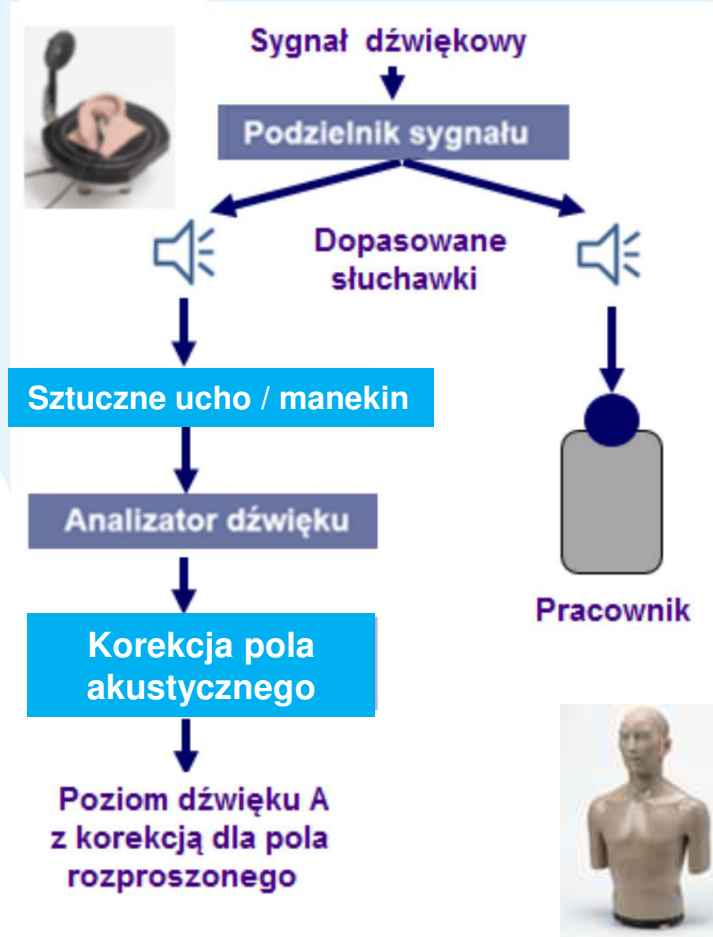 Sygnał dźwiękowy
Podzielnik sygnału
Dopasowane
słuchawki
Sztuczne ucho / manekin
Analizator dźwięku
Pracownik
Korekcja pola
akustycznego
Poziom dźwięku A
z korekcją dla pola
rozproszonego